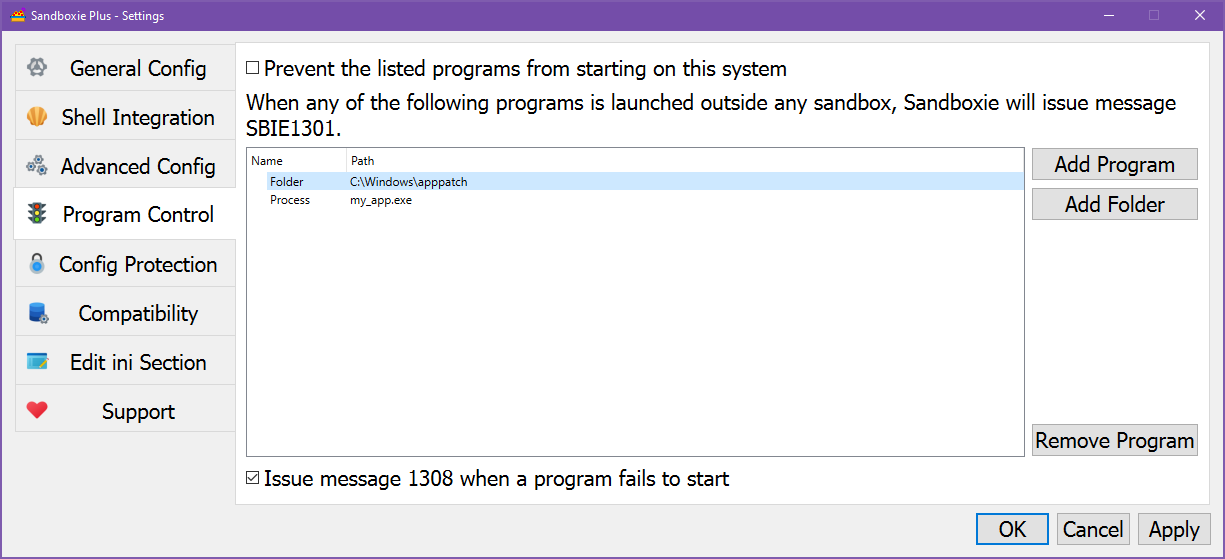 Sandboxie Plus - Settings
General Config
Shell Integration
Advanced Config
Program Control
Config Protection
Compatibility
Edit ini Section
Support
Prevent the listed programs from starting on this system
When any of the following programs is launched outside any sandbox, Sandboxie will issue message
SBIE1301.
Name Path
Folder C:\Windows\apppatch
Process my_app.exe
Add Program
Add Folder
Remove Program
Issue message 1308 when a program fails to start
OK Cancel Apply